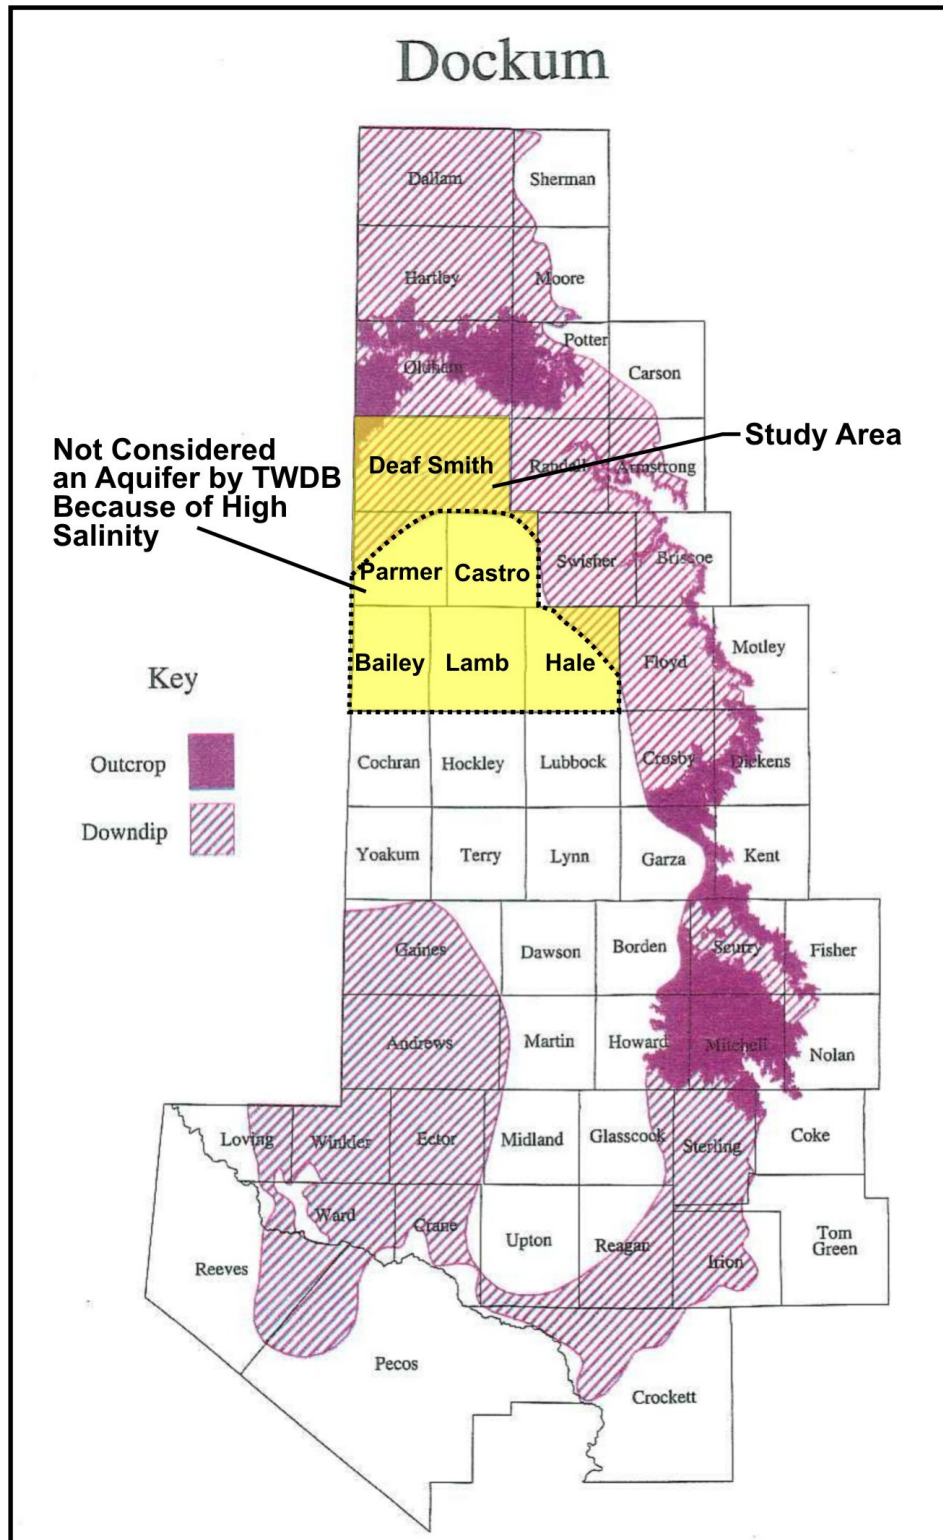 Dockum
Dallam
Sherman
Hartley
Moore
Potter
Oldham
Carson
Not Considered
an Aquifer by TWDB
Because of High
Salinity
Study Area
Deaf Smith
Randall
Armstrong
Parmer
Castro
Swisher
Briscoe
Bailey
Lamb
Hale
Floyd
Motley
Key
Outcrop
Downdip
Cochran
Hockley
Lubbock
Crosby
Dickens
Yoakum
Terry
Lynn
Garza
Kent
Gaines
Dawson
Borden
Scurry
Fisher
Andrews
Martin
Howard
Mitchell
Nolan
Loving
Winkler
Ector
Midland
Glasscock
Sterling
Coke
Ward
Crane
Upton
Reagan
Irion
Tom
Green
Reeves
Pecos
Crockett